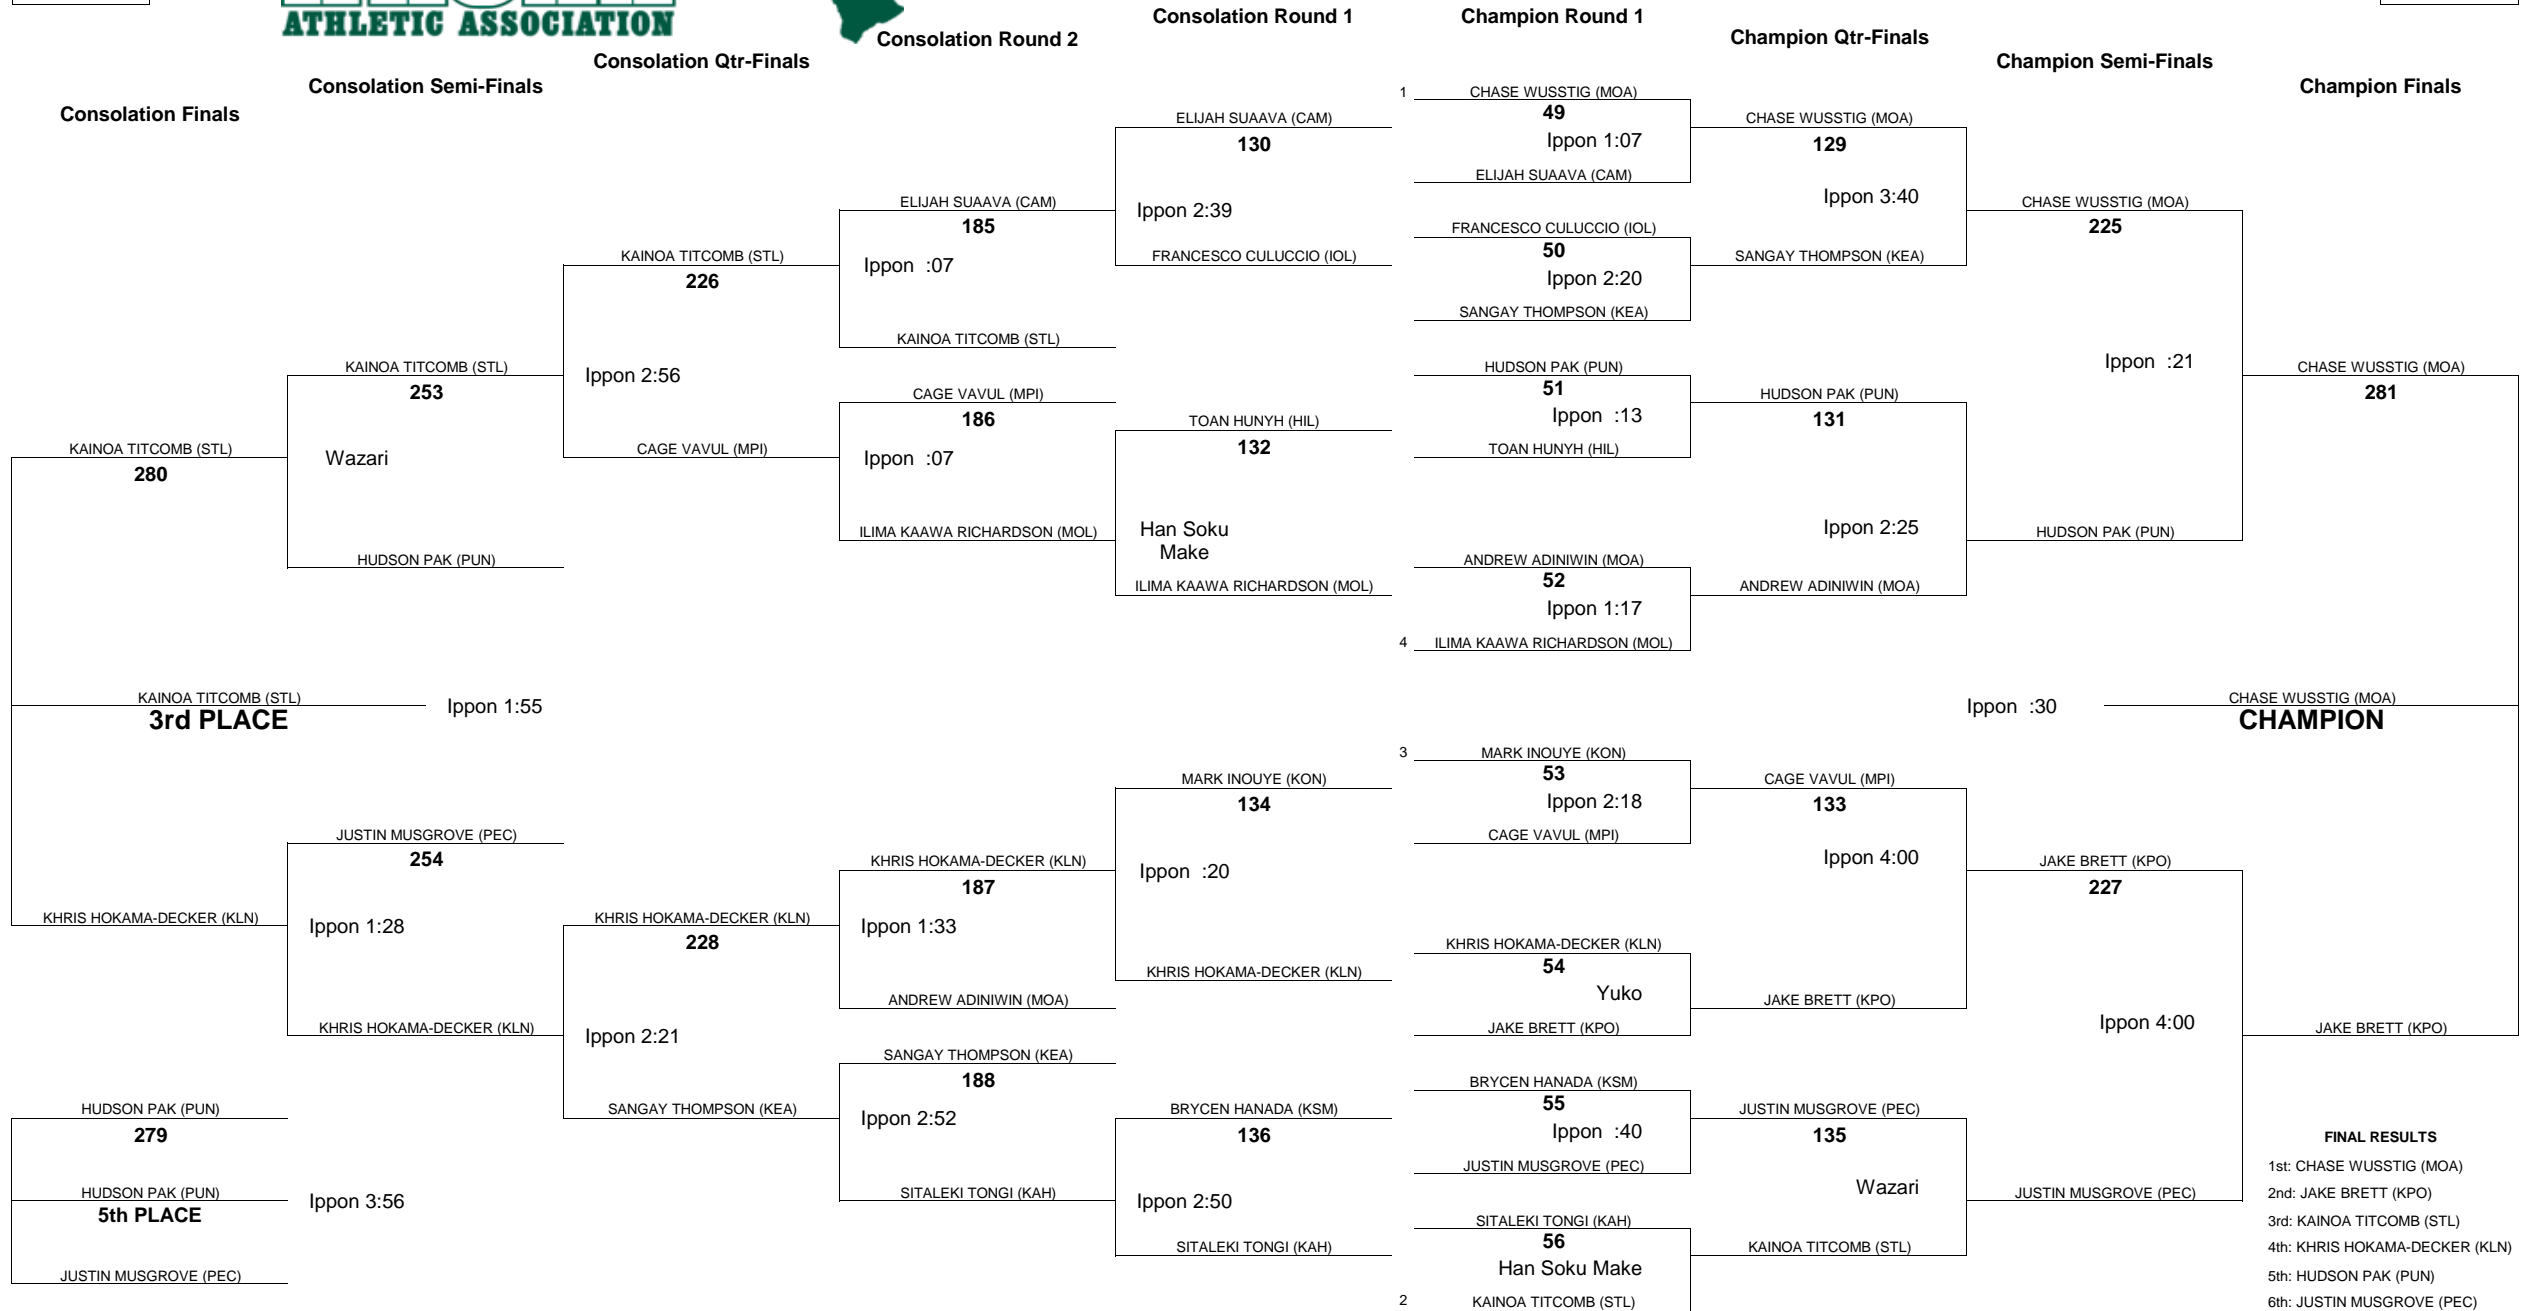 ATHLETIC ASSOCIATION
Consolation Finals
Consolation Semi-Finals
Consolation Qtr-Finals
Consolation Round 2
Consolation Round 1
Champion Round 1
Champion Qtr-Finals
Champion Semi-Finals
Champion Finals
KAINOA TITCOMB (STL)
280
KAINOA TITCOMB (STL)
3rd PLACE
Ippon 1:55
KHRIS HOKAMA-DECKER (KLN)
HUDSON PAK (PUN)
279
HUDSON PAK (PUN)
5th PLACE
Ippon 3:56
JUSTIN MUSGROVE (PEC)
KAINOA TITCOMB (STL)
253
Wazari
HUDSON PAK (PUN)
JUSTIN MUSGROVE (PEC)
254
Ippon 1:28
KHRIS HOKAMA-DECKER (KLN)
KAINOA TITCOMB (STL)
226
Ippon 2:56
CAGE VAVUL (MPI)
KHRIS HOKAMA-DECKER (KLN)
228
Ippon 2:21
SANGAY THOMPSON (KEA)
ELIJAH SUAAVA (CAM)
185
Ippon :07
KAINOA TITCOMB (STL)
CAGE VAVUL (MPI)
186
Ippon :07
ILIMA KAAWA RICHARDSON (MOL)
KHRIS HOKAMA-DECKER (KLN)
187
Ippon 1:33
ANDREW ADINIWIN (MOA)
SANGAY THOMPSON (KEA)
188
Ippon 2:52
SITALEKI TONGI (KAH)
ELIJAH SUAAVA (CAM)
130
Ippon 2:39
FRANCESCO CULUCCIO (IOL)
TOAN HUNYH (HIL)
132
Han Soku
Make
ILIMA KAAWA RICHARDSON (MOL)
MARK INOUYE (KON)
134
Ippon :20
KHRIS HOKAMA-DECKER (KLN)
BRYCEN HANADA (KSM)
136
Ippon 2:50
SITALEKI TONGI (KAH)
1 CHASE WUSSTIG (MOA)
49
Ippon 1:07
ELIJAH SUAAVA (CAM)
FRANCESCO CULUCCIO (IOL)
50
Ippon 2:20
SANGAY THOMPSON (KEA)
HUDSON PAK (PUN)
51
Ippon :13
TOAN HUNYH (HIL)
ANDREW ADINIWIN (MOA)
52
Ippon 1:17
4 ILIMA KAAWA RICHARDSON (MOL)
3 MARK INOUYE (KON)
53
Ippon 2:18
CAGE VAVUL (MPI)
KHRIS HOKAMA-DECKER (KLN)
54
Yuko
JAKE BRETT (KPO)
BRYCEN HANADA (KSM)
55
Ippon :40
JUSTIN MUSGROVE (PEC)
SITALEKI TONGI (KAH)
56
Han Soku Make
2 KAINOA TITCOMB (STL)
CHASE WUSSTIG (MOA)
129
Ippon 3:40
SANGAY THOMPSON (KEA)
HUDSON PAK (PUN)
131
Ippon 2:25
ANDREW ADINIWIN (MOA)
CAGE VAVUL (MPI)
133
Ippon 4:00
JAKE BRETT (KPO)
JUSTIN MUSGROVE (PEC)
135
Wazari
KAINOA TITCOMB (STL)
CHASE WUSSTIG (MOA)
225
Ippon :21
HUDSON PAK (PUN)
JAKE BRETT (KPO)
227
Ippon 4:00
JUSTIN MUSGROVE (PEC)
CHASE WUSSTIG (MOA)
281
Ippon :30
CHASE WUSSTIG (MOA)
CHAMPION
JAKE BRETT (KPO)
FINAL RESULTS
1st: CHASE WUSSTIG (MOA)
2nd: JAKE BRETT (KPO)
3rd: KAINOA TITCOMB (STL)
4th: KHRIS HOKAMA-DECKER (KLN)
5th: HUDSON PAK (PUN)
6th: JUSTIN MUSGROVE (PEC)